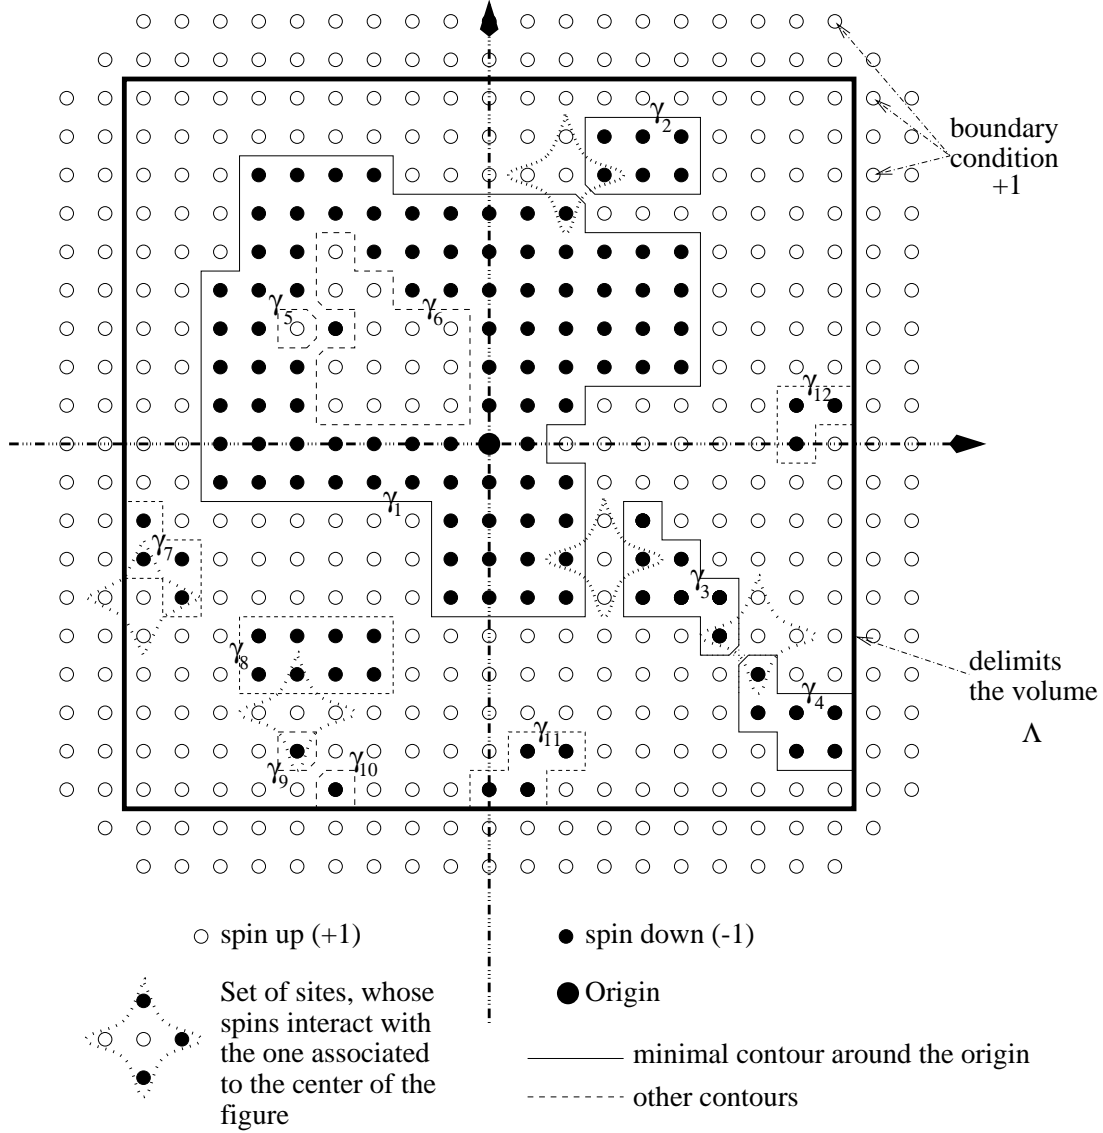 γ2
boundary
condition
+1
γ5
γ6
γ12
γ1
γ7
γ3
γ8
delimits
the volume
Λ
γ4
γ11
γ9
γ10
spin up (+1)
spin down (-1)
Set of sites, whose
spins interact with
the one associated
to the center of the
figure
Origin
minimal contour around the origin
other contours